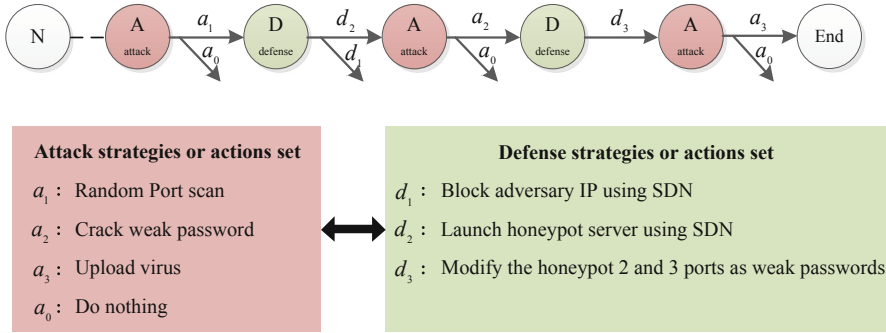 N
A
attack
a1
a0
D
defense
d2
d1
A
attack
a2
a0
D
defense
d3
A
attack
a3
a0
End
Attack strategies or actions set
a1 : Random Port scan
a2 : Crack weak password
a3 : Upload virus
a0 : Do nothing
Defense strategies or actions set
d1 : Block adversary IP using SDN
d2 : Launch honeypot server using SDN
d3 : Modify the honeypot 2 and 3 ports as weak passwords